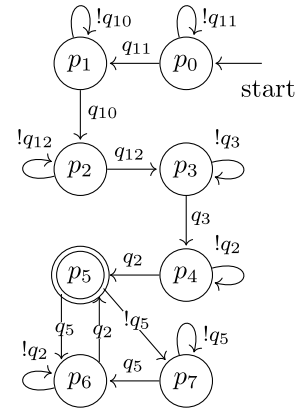 !q₁₀ !q₁₁
p₁ q₁₁ p₀
start
q₁₀
!q₁₂ !q₃
p₂ q₁₂ p₃
q₃
!q₂
p₅ q₂ p₄
q₅ q₂ !q₅ !q₅
!q₂
p₆ q₅ p₇